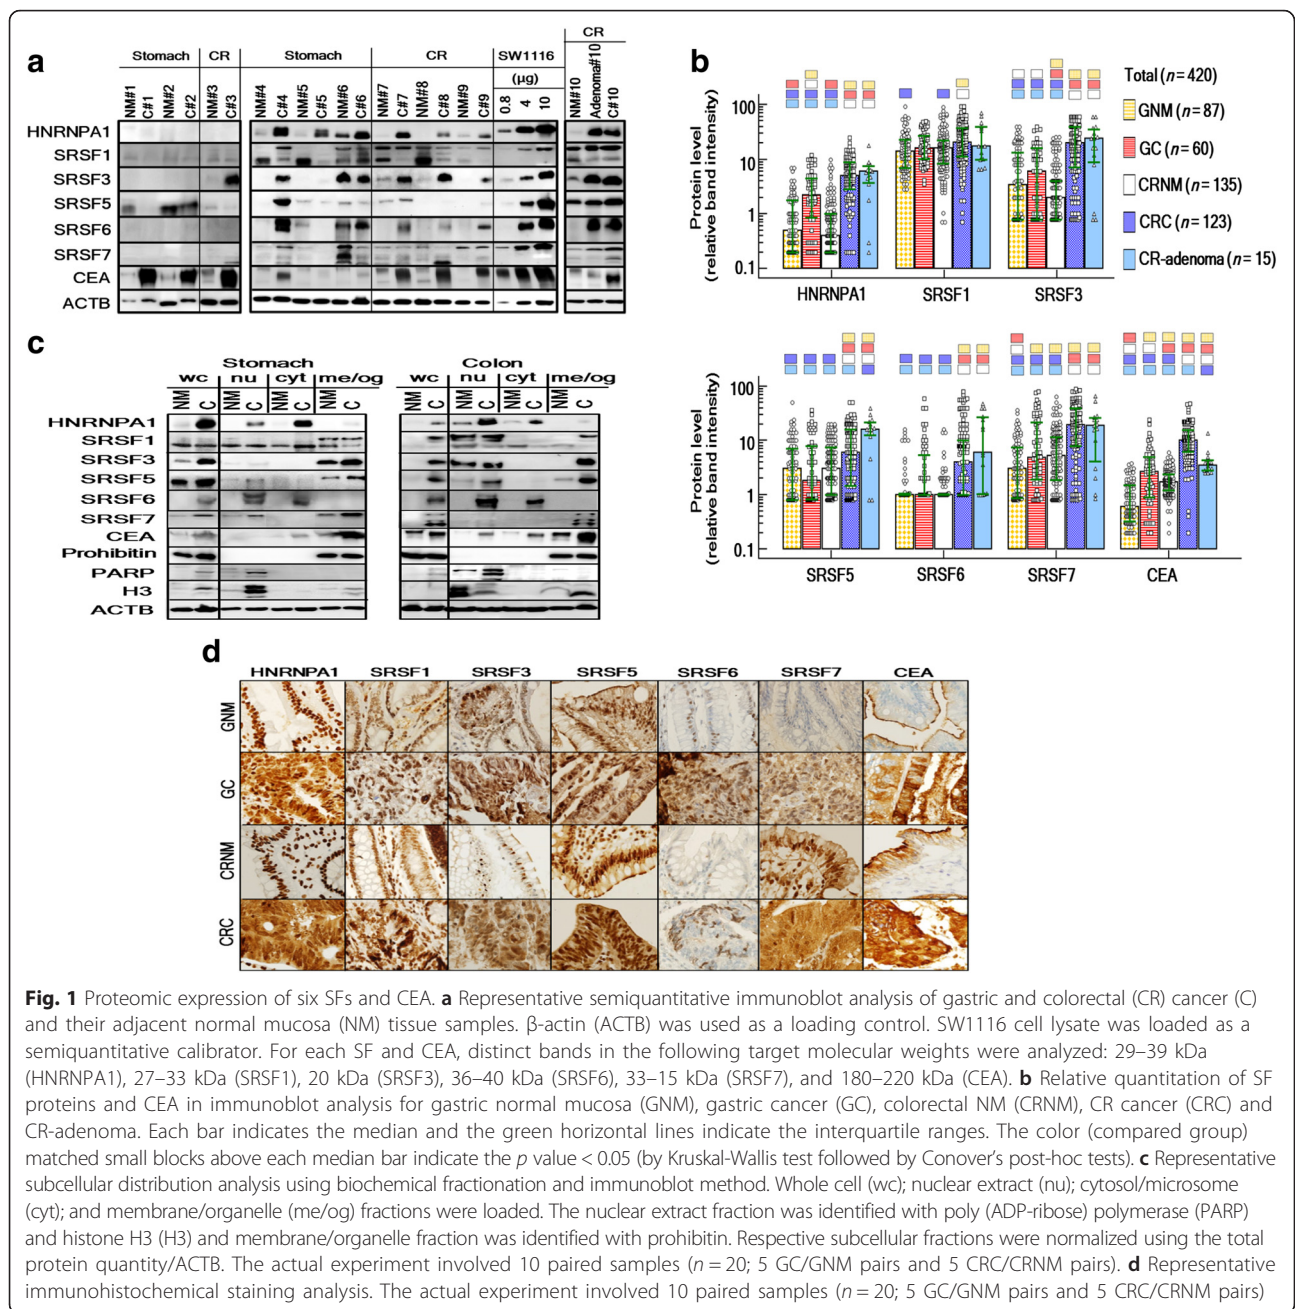 a
Stomach CR Stomach CR SW1116 CR
(μg)
NM#1 C#1 NM#2 C#2 NM#3 C#3 NM#4 C#4 NM#5 C#5 NM#6 C#6 NM#7 C#7 NM#8 C#8 NM#9 C#9 0.8 4 10 NM#10 Adenoma#10 C#10
HNRNPA1
SRSF1
SRSF3
SRSF5
SRSF6
SRSF7
CEA
ACTB
b
Protein level
(relative band intensity)
100
10
1
0.1
HNRNPA1 SRSF1 SRSF3
Total (n = 420)
GNM (n = 87)
GC (n = 60)
CRNM (n = 135)
CRC (n = 123)
CR-adenoma (n = 15)
Protein level
(relative band intensity)
100
10
1
0.1
SRSF5 SRSF6 SRSF7 CEA
c
Stomach Colon
wc nu cyt me/og wc nu cyt me/og
NM C NM C NM C NM C NM C NM C NM C NM C
HNRNPA1
SRSF1
SRSF3
SRSF5
SRSF6
SRSF7
CEA
Prohibitin
PARP
H3
ACTB
d
HNRNPA1 SRSF1 SRSF3 SRSF5 SRSF6 SRSF7 CEA
GNM
GC
CRNM
CRC
Fig. 1 Proteomic expression of six SFs and CEA. a Representative semiquantitative immunoblot analysis of gastric and colorectal (CR) cancer (C)
and their adjacent normal mucosa (NM) tissue samples. β-actin (ACTB) was used as a loading control. SW1116 cell lysate was loaded as a
semiquantitative calibrator. For each SF and CEA, distinct bands in the following target molecular weights were analyzed: 29–39 kDa
(HNRNPA1), 27–33 kDa (SRSF1), 20 kDa (SRSF3), 36–40 kDa (SRSF6), 33–15 kDa (SRSF7), and 180–220 kDa (CEA). b Relative quantitation of SF
proteins and CEA in immunoblot analysis for gastric normal mucosa (GNM), gastric cancer (GC), colorectal NM (CRNM), CR cancer (CRC) and
CR-adenoma. Each bar indicates the median and the green horizontal lines indicate the interquartile ranges. The color (compared group)
matched small blocks above each median bar indicate the p value < 0.05 (by Kruskal-Wallis test followed by Conover's post-hoc tests). c Representative
subcellular distribution analysis using biochemical fractionation and immunoblot method. Whole cell (wc); nuclear extract (nu); cytosol/microsome
(cyt); and membrane/organelle (me/og) fractions were loaded. The nuclear extract fraction was identified with poly (ADP-ribose) polymerase (PARP)
and histone H3 (H3) and membrane/organelle fraction was identified with prohibitin. Respective subcellular fractions were normalized using the total
protein quantity/ACTB. The actual experiment involved 10 paired samples (n = 20; 5 GC/GNM pairs and 5 CRC/CRNM pairs). d Representative
immunohistochemical staining analysis. The actual experiment involved 10 paired samples (n = 20; 5 GC/GNM pairs and 5 CRC/CRNM pairs)